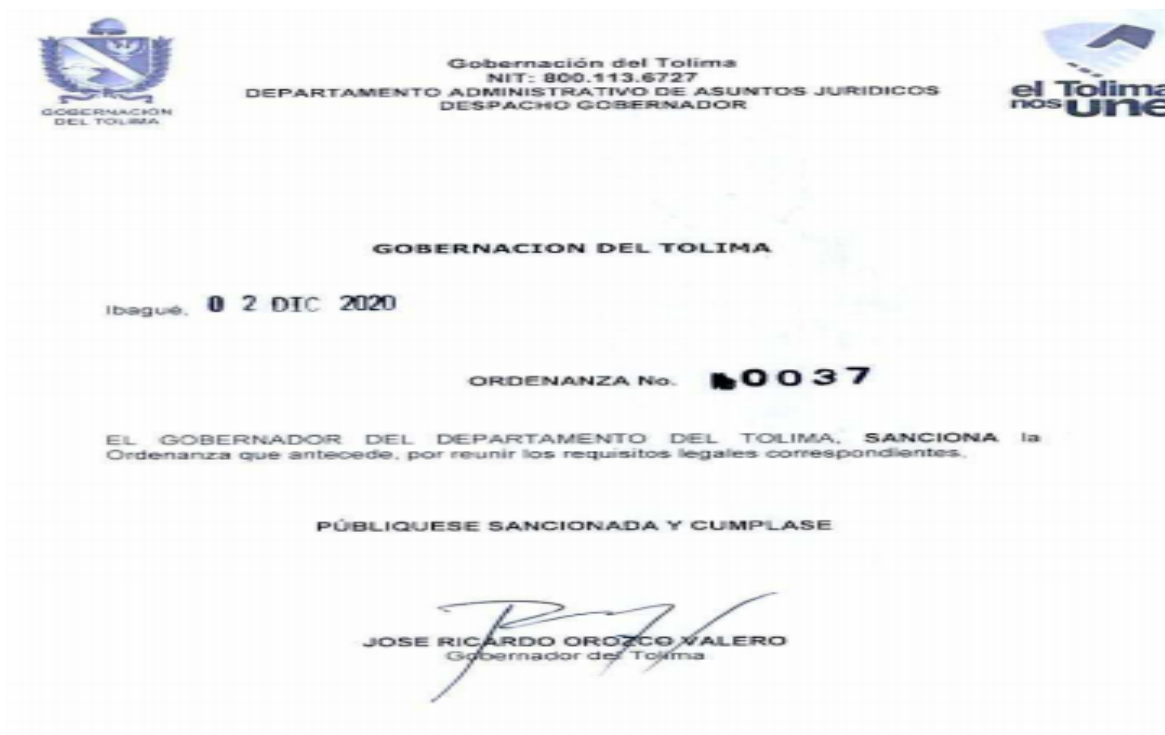 GOBERNACIÓN
DEL TOLIMA
Gobernación del Tolima
NIT: 800.113.6727
DEPARTAMENTO ADMINISTRATIVO DE ASUNTOS JURIDICOS
DESPACHO GOBERNADOR
el Tolima
nos une
GOBERNACION DEL TOLIMA
Ibagué, 0 2 DIC 2020
ORDENANZA No. 0037
EL GOBERNADOR DEL DEPARTAMENTO DEL TOLIMA, SANCIONA la
Ordenanza que antecede, por reunir los requisitos legales correspondientes.
PÚBLIQUESE SANCIONADA Y CUMPLASE
JOSE RICARDO OROZCO VALERO
Gobernador del Tolima